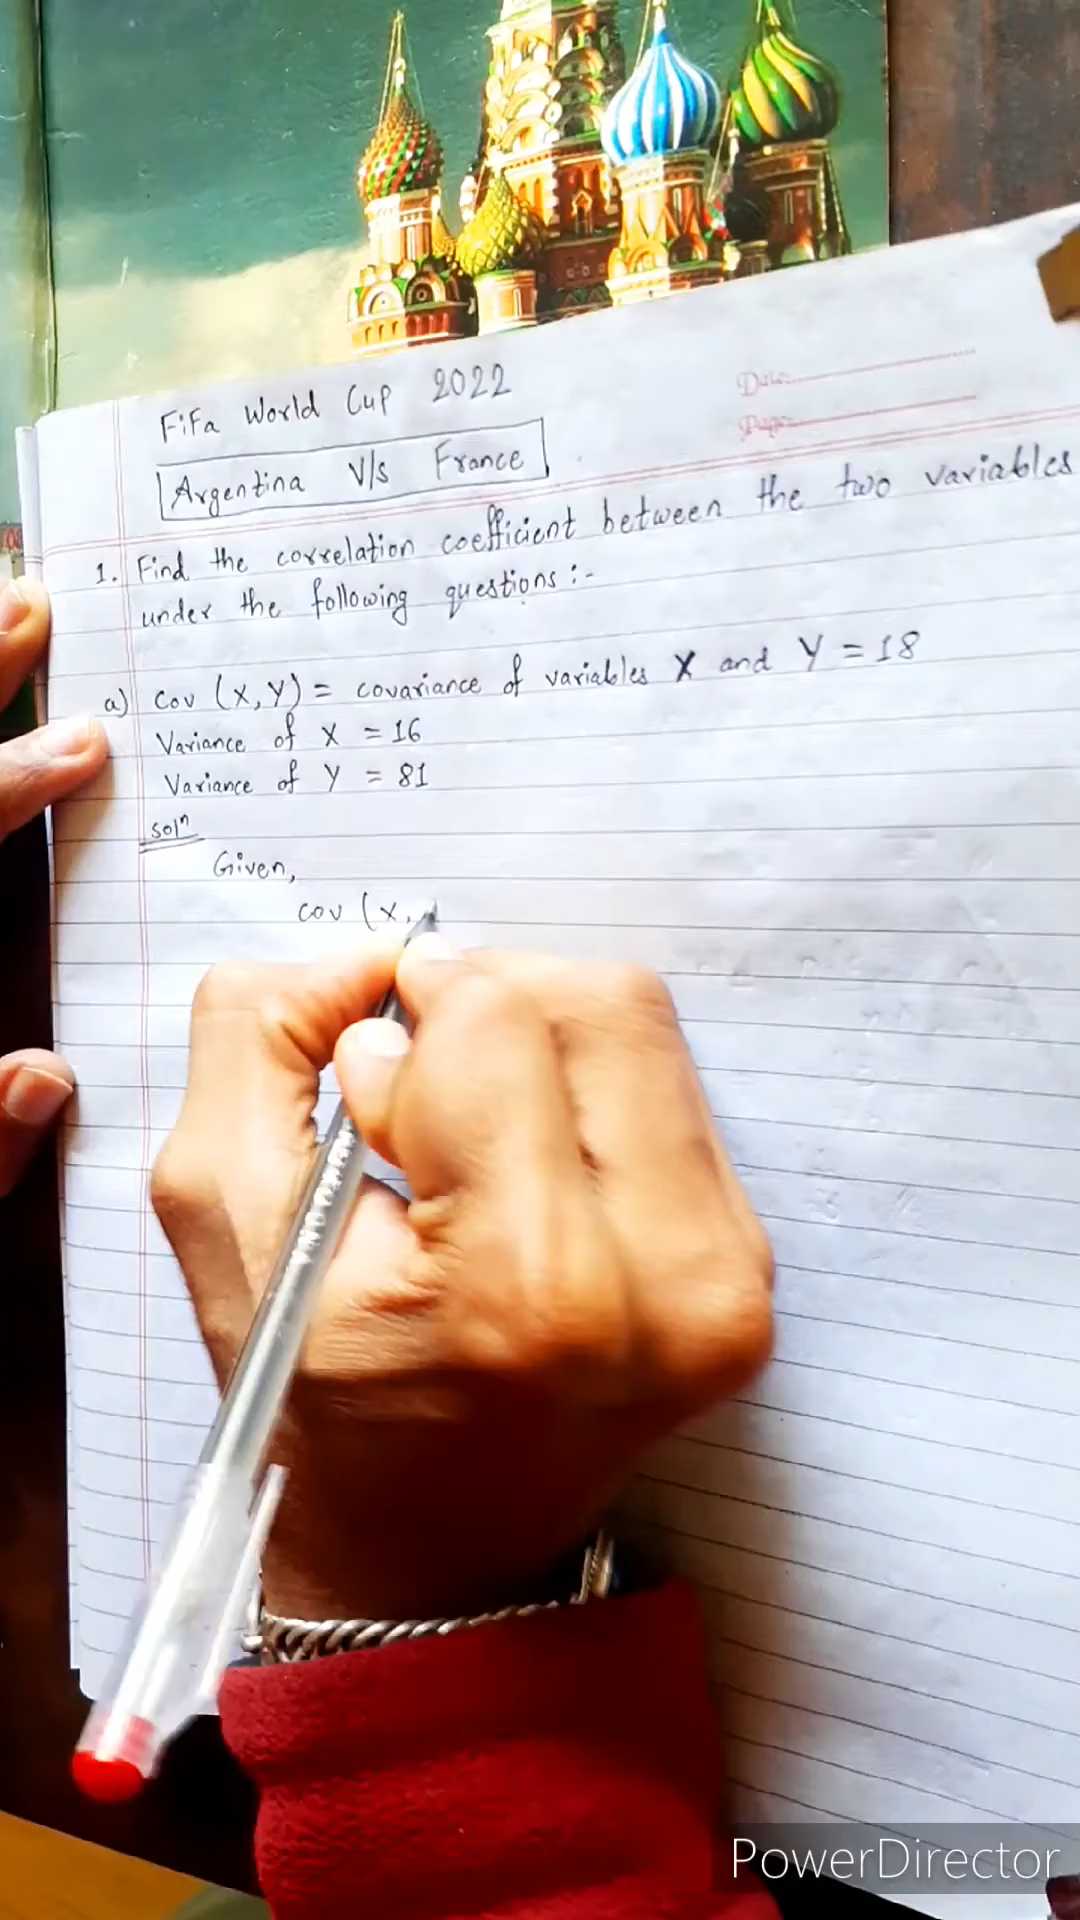 FiFa World Cup 2022
Date:
Page:
Argentina V/s France
1. Find the correlation coefficient between the two variables
under the following questions :-
a) Cov (X,Y) = covariance of variables X and Y = 18
Variance of X = 16
Variance of Y = 81
Solⁿ
Given,
cov (x,
PowerDirector